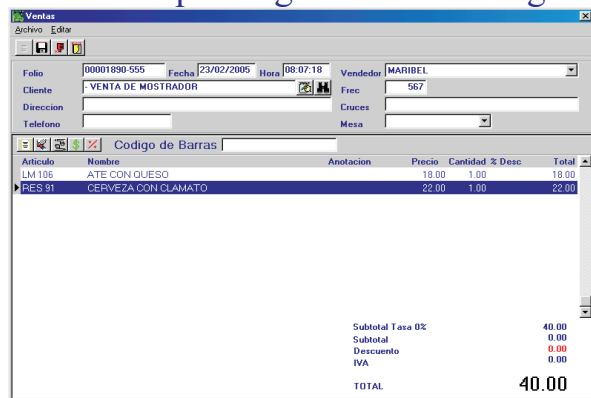 Ventas
Archivo Editar
Folio 00001890-555 Fecha 23/02/2005 Hora 08:07:18 Vendedor MARIBEL
Cliente - VENTA DE MOSTRADOR Frec 567
Direccion Cruces
Telefono Mesa
Codigo de Barras
Articulo Nombre Anotacion Precio Cantidad % Desc Total
LM 106 ATE CON QUESO 18.00 1.00 18.00
RES 91 CERVEZA CON CLAMATO 22.00 1.00 22.00
Subtotal Tasa 0% 40.00
Subtotal 0.00
Descuento 0.00
IVA 0.00
TOTAL 40.00